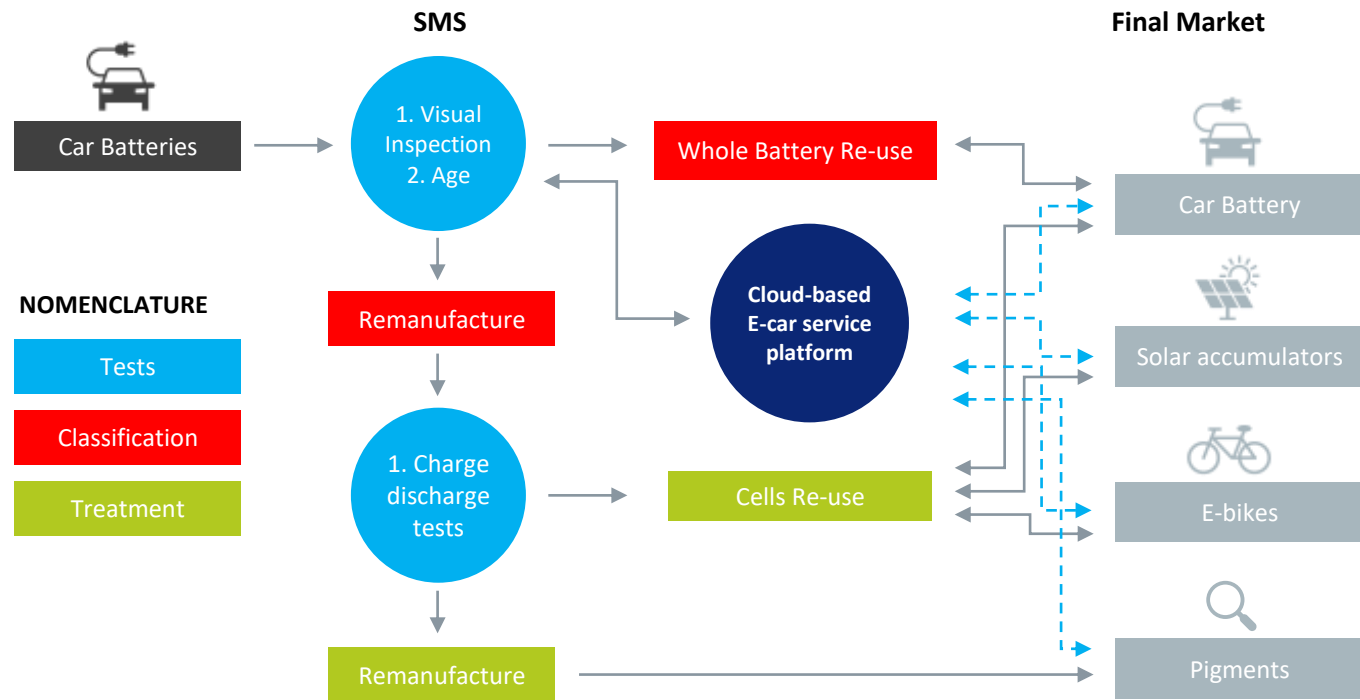 SMS
Final Market
Car Batteries
1. Visual
Inspection
2. Age
Whole Battery Re-use
Car Battery
NOMENCLATURE
Tests
Classification
Treatment
Remanufacture
Cloud-based
E-car service
platform
Solar accumulators
1. Charge
discharge
tests
Cells Re-use
E-bikes
Remanufacture
Pigments